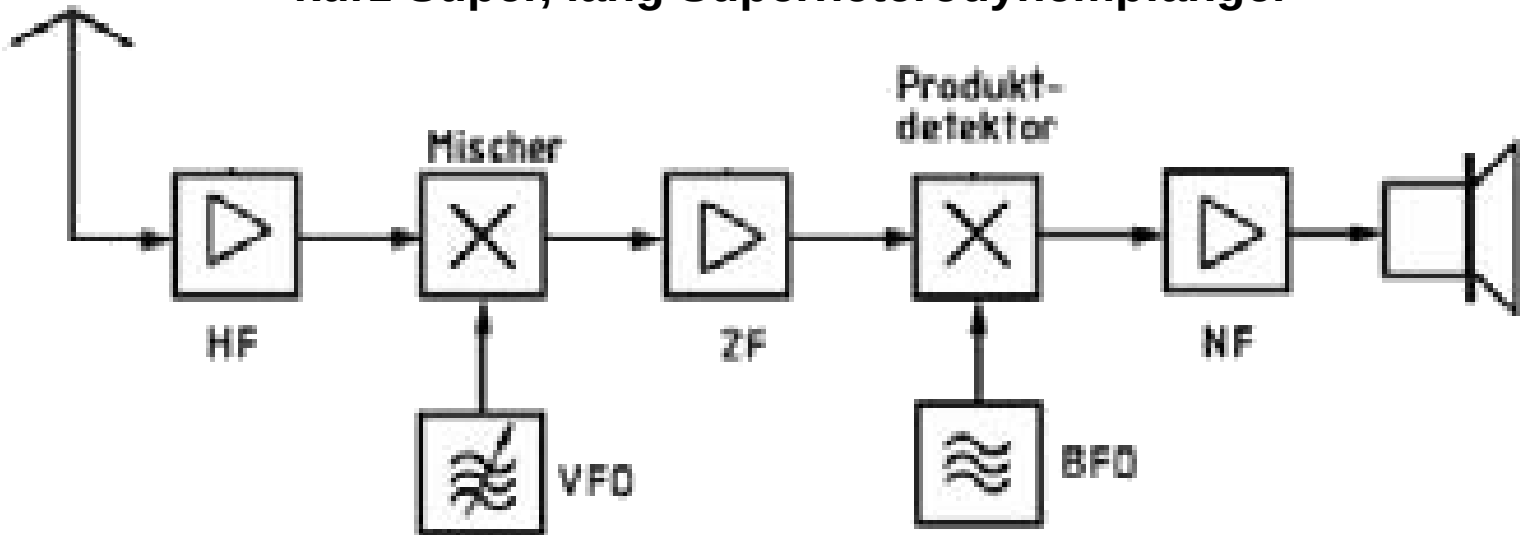 kurz Super, lang Superheterodynempfänger
Produkt-
detektor
Mischer
HF
ZF
NF
VFO
BFO